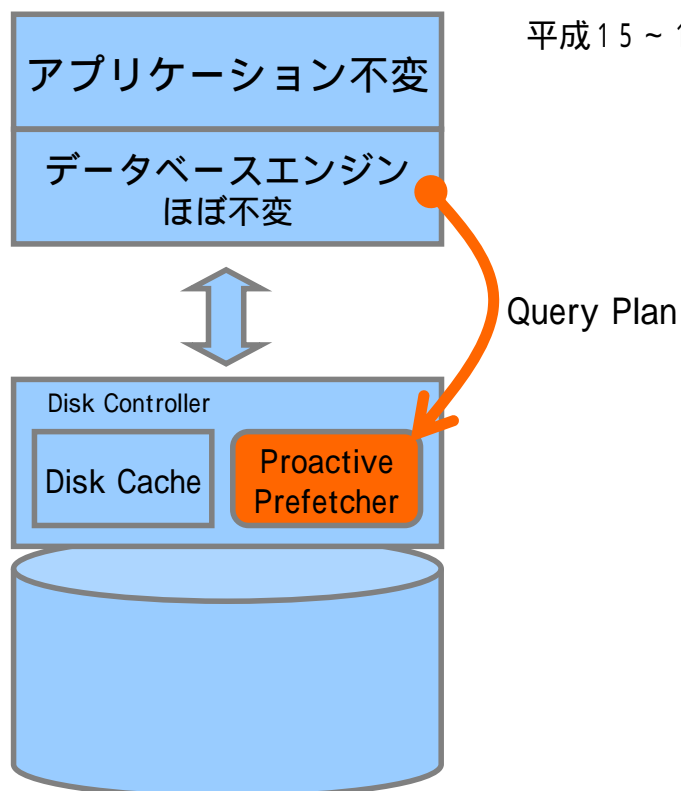 平成15~1
アプリケーション不変
データベースエンジン
ほぼ不変
Query Plan
Disk Controller
Disk Cache
Proactive
Prefetcher